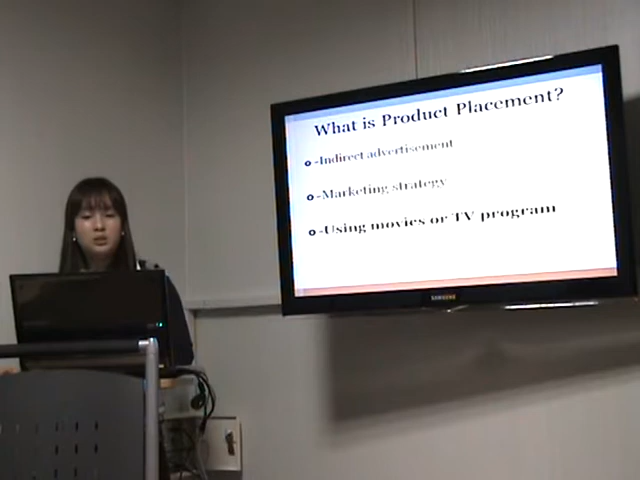 What is Product Placement?
-Indirect advertisement
-Marketing strategy
-Using movies or TV program
SAMSUNG